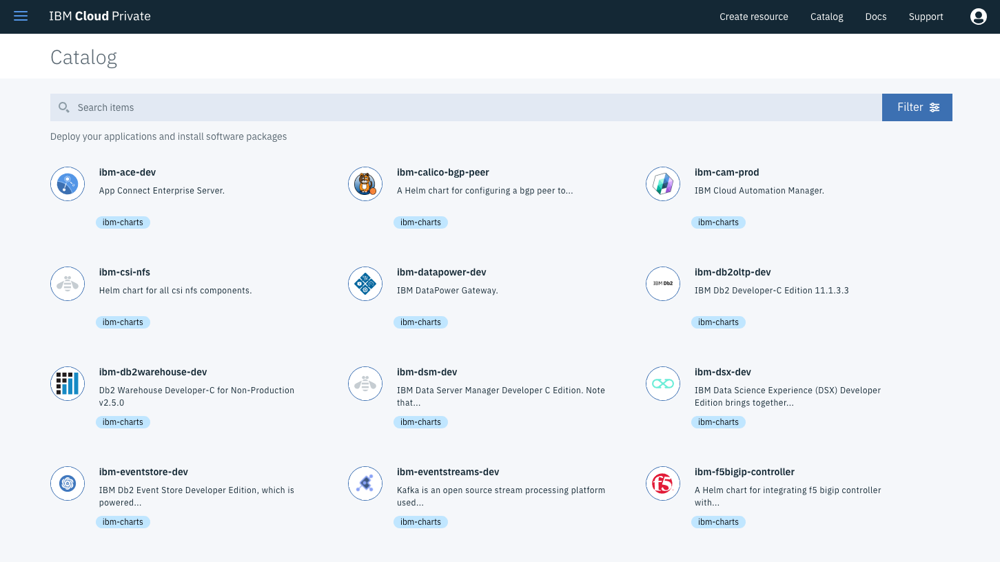 IBM Cloud Private
Create resource
Catalog
Docs
Support
Catalog
Search items
Filter
Deploy your applications and install software packages
ibm-ace-dev
App Connect Enterprise Server.
ibm-charts
ibm-calico-bgp-peer
A Helm chart for configuring a bgp peer to...
ibm-charts
ibm-cam-prod
IBM Cloud Automation Manager.
ibm-charts
ibm-csi-nfs
Helm chart for all csi nfs components.
ibm-charts
ibm-datapower-dev
IBM DataPower Gateway.
ibm-charts
IBM Db2
ibm-db2oltp-dev
IBM Db2 Developer-C Edition 11.1.3.3
ibm-charts
ibm-db2warehouse-dev
Db2 Warehouse Developer-C for Non-Production
v2.5.0
ibm-charts
ibm-dsm-dev
IBM Data Server Manager Developer C Edition. Note
that...
ibm-charts
ibm-dsx-dev
IBM Data Science Experience (DSX) Developer
Edition brings together...
ibm-charts
ibm-eventstore-dev
IBM Db2 Event Store Developer Edition, which is
powered...
ibm-charts
ibm-eventstreams-dev
Kafka is an open source stream processing platform
used...
ibm-charts
f5
ibm-f5bigip-controller
A Helm chart for integrating f5 bigip controller
with...
ibm-charts